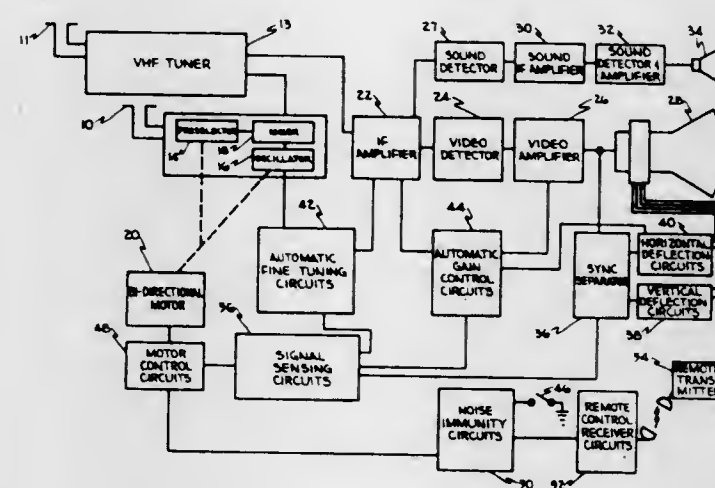 11
13
VHF TUNER
27
SOUND
DETECTOR
30
SOUND
IF AMPLIFIER
32
SOUND
DETECTOR &
AMPLIFIER
34
10
PRESELECTOR
14
MIXER
18
OSCILLATOR
16
22
IF
AMPLIFIER
24
VIDEO
DETECTOR
26
VIDEO
AMPLIFIER
28
42
AUTOMATIC
FINE TUNING
CIRCUITS
44
AUTOMATIC
GAIN
CONTROL
CIRCUITS
SYNC
SEPARATOR
36
40
HORIZONTAL
DEFLECTION
CIRCUITS
VERTICAL
DEFLECTION
CIRCUITS
38
20
BI-DIRECTIONAL
MOTOR
48
MOTOR
CONTROL
CIRCUITS
56
SIGNAL
SENSING
CIRCUITS
54
REMOTE
TRANS-
MITTER
NOISE
IMMUNITY
CIRCUITS
50
46
REMOTE
CONTROL
RECEIVER
CIRCUITS
52